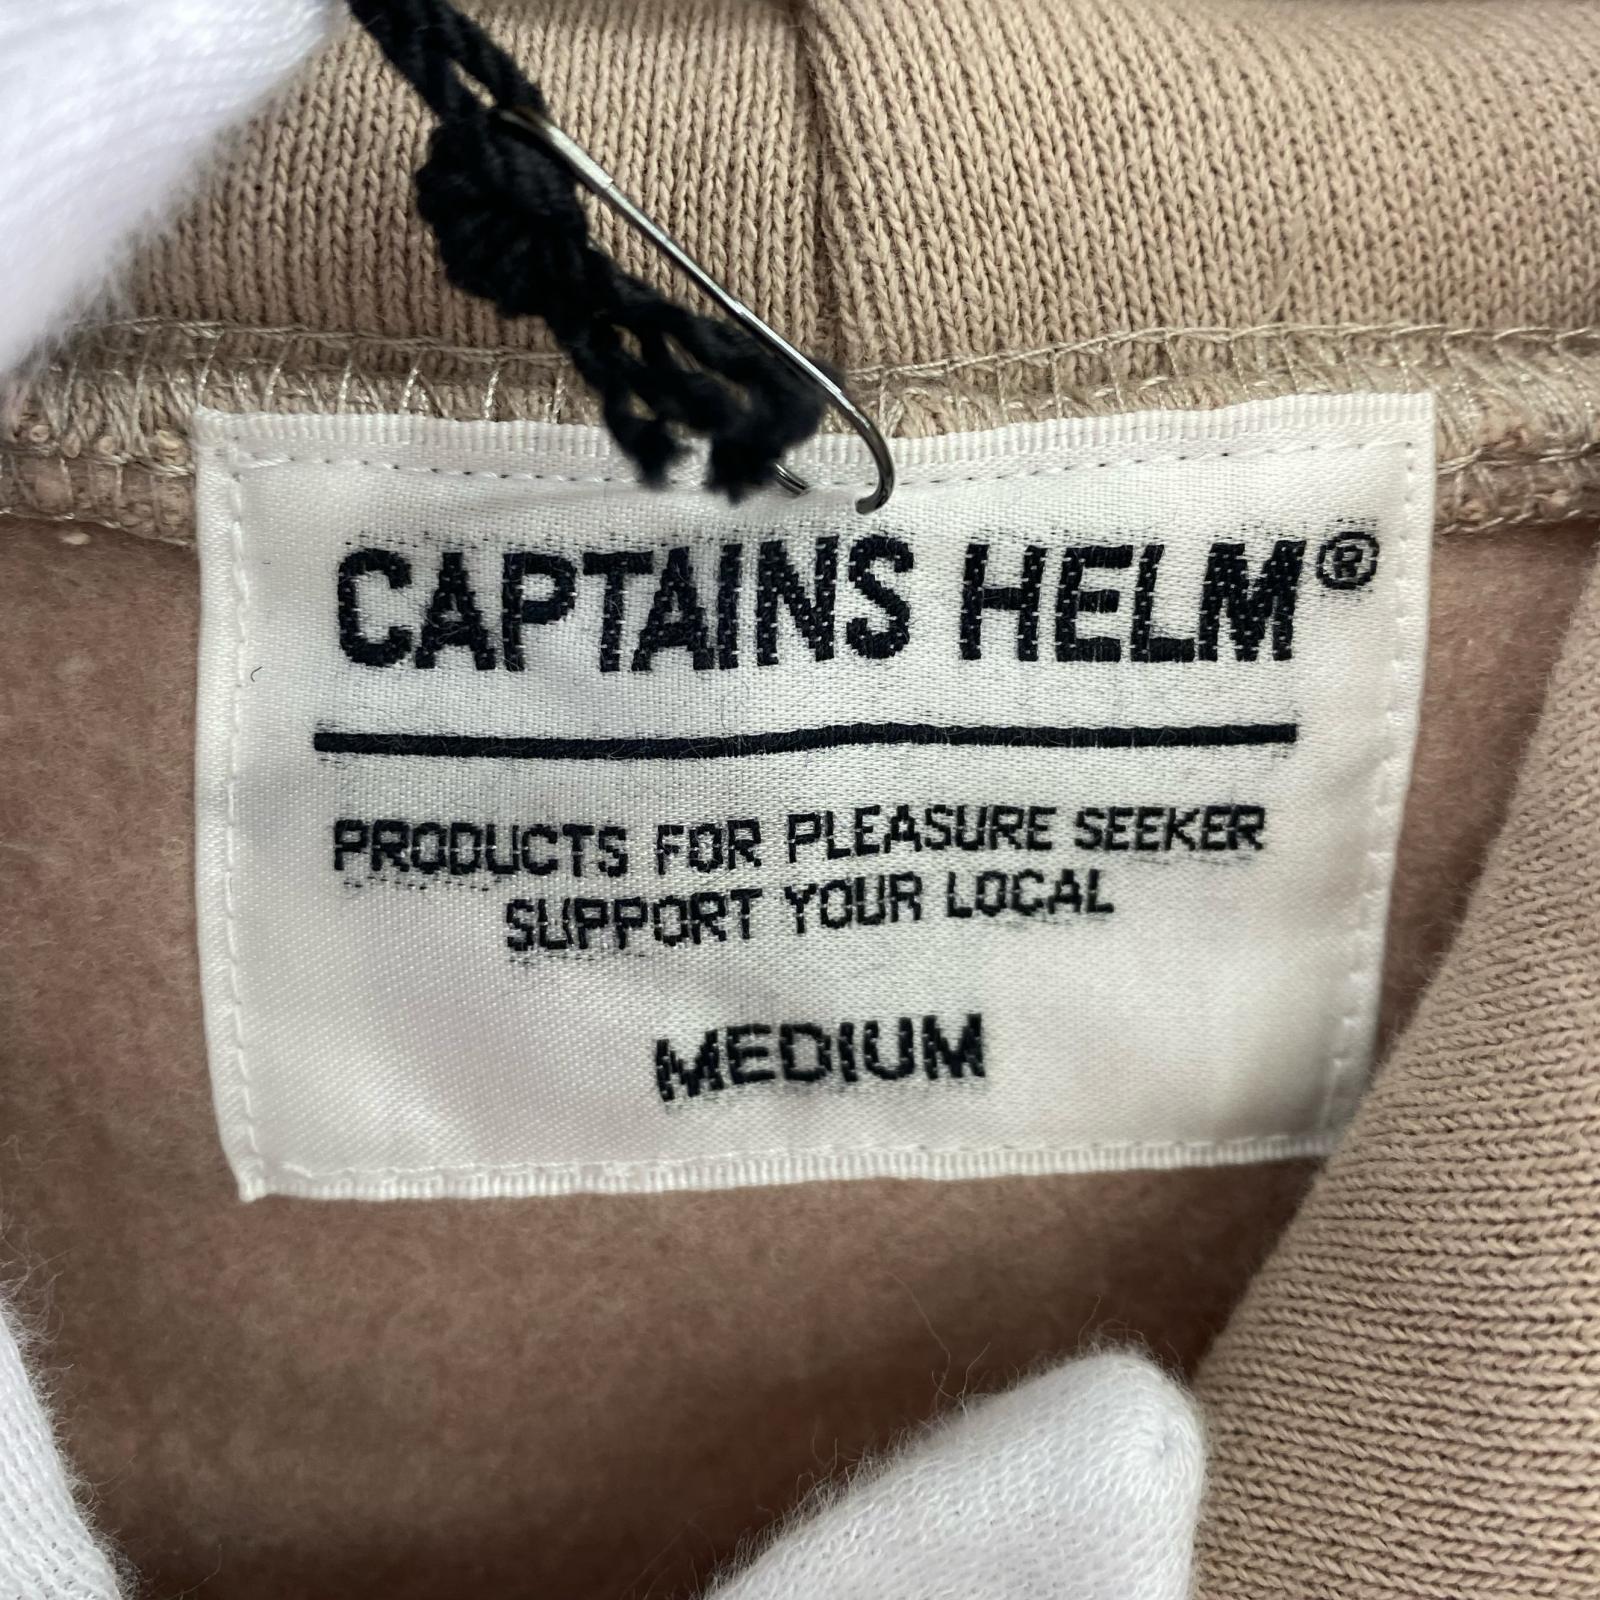 CAPTAINS HELM®
PRODUCTS FOR PLEASURE SEEKER
SUPPORT YOUR LOCAL
MEDIUM